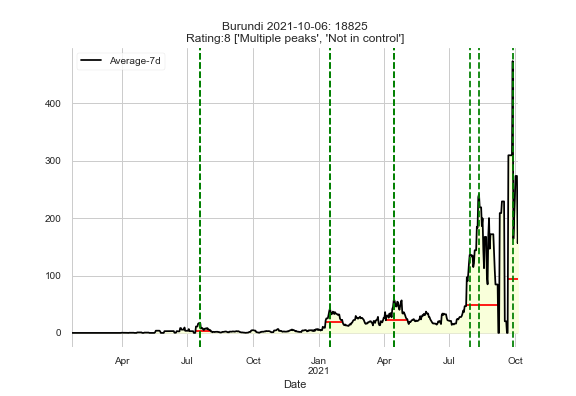 Burundi 2021-10-06: 18825
Rating:8 ['Multiple peaks', 'Not in control']
Average-7d
400
300
200
100
0
Apr Jul Oct Jan Apr Jul Oct
2021
Date